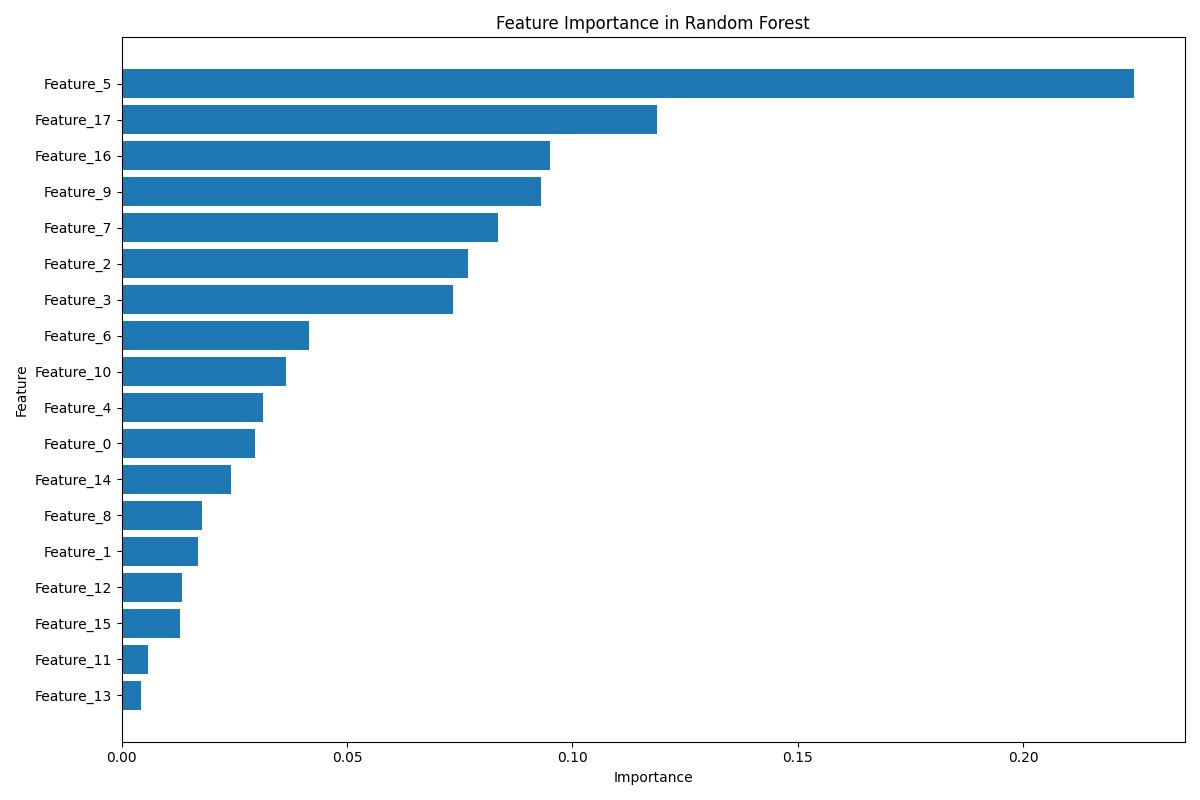 Feature Importance in Random Forest
Feature_5
Feature_17
Feature_16
Feature_9
Feature_7
Feature_2
Feature_3
Feature_6
Feature_10
Feature_4
Feature_0
Feature_14
Feature_8
Feature_1
Feature_12
Feature_15
Feature_11
Feature_13
Feature
0.00 0.05 0.10 0.15 0.20
Importance